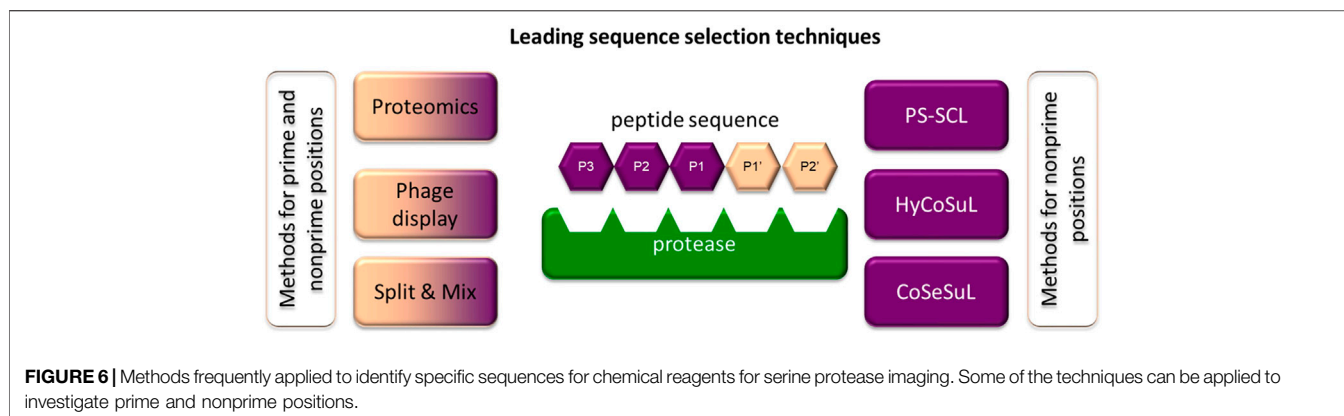 Leading sequence selection techniques
Methods for prime and
nonprime positions
Proteomics
Phage
display
Split & Mix
peptide sequence
P3 P2 P1 P1' P2'
protease
PS-SCL
HyCoSuL
CoSeSuL
Methods for nonprime
positions
FIGURE 6 | Methods frequently applied to identify specific sequences for chemical reagents for serine protease imaging. Some of the techniques can be applied to
investigate prime and nonprime positions.